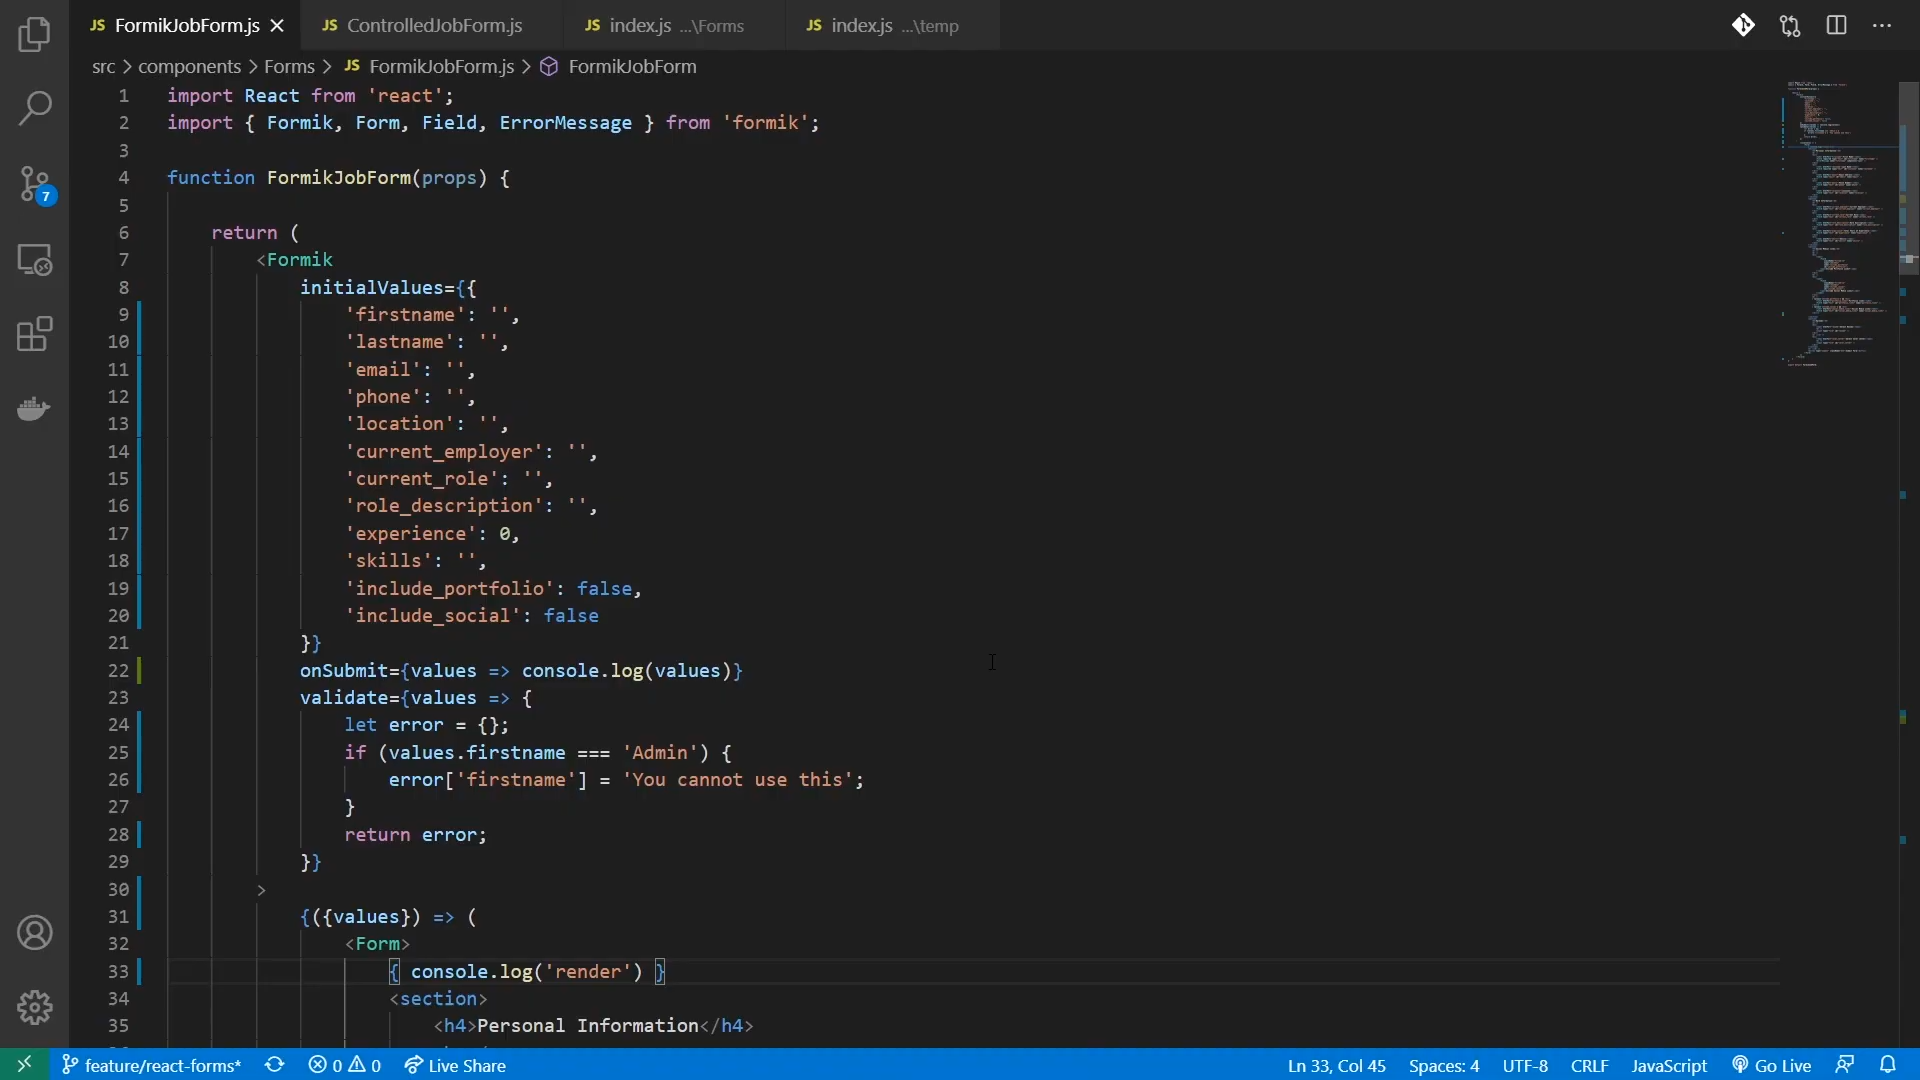 JS FormikJobForm.js
JS ControlledJobForm.js
JS index.js ...\Forms
JS index.js ...\temp
src > components > Forms > JS FormikJobForm.js > FormikJobForm
1 import React from 'react';
2 import { Formik, Form, Field, ErrorMessage } from 'formik';
3
4 function FormikJobForm(props) {
5
6 return (
7 <Formik
8 initialValues={{
9 'firstname': '',
10 'lastname': '',
11 'email': '',
12 'phone': '',
13 'location': '',
14 'current_employer': '',
15 'current_role': '',
16 'role_description': '',
17 'experience': 0,
18 'skills': '',
19 'include_portfolio': false,
20 'include_social': false
21 }}
22 onSubmit={values => console.log(values)}
23 validate={values => {
24 let error = {};
25 if (values.firstname === 'Admin') {
26 error['firstname'] = 'You cannot use this';
27 }
28 return error;
29 }}
30 >
31 {({values}) => (
32 <Form>
33 { console.log('render') }
34 <section>
35 <h4>Personal Information</h4>
7
feature/react-forms* 0 0 Live Share Ln 33, Col 45 Spaces: 4 UTF-8 CRLF JavaScript Go Live